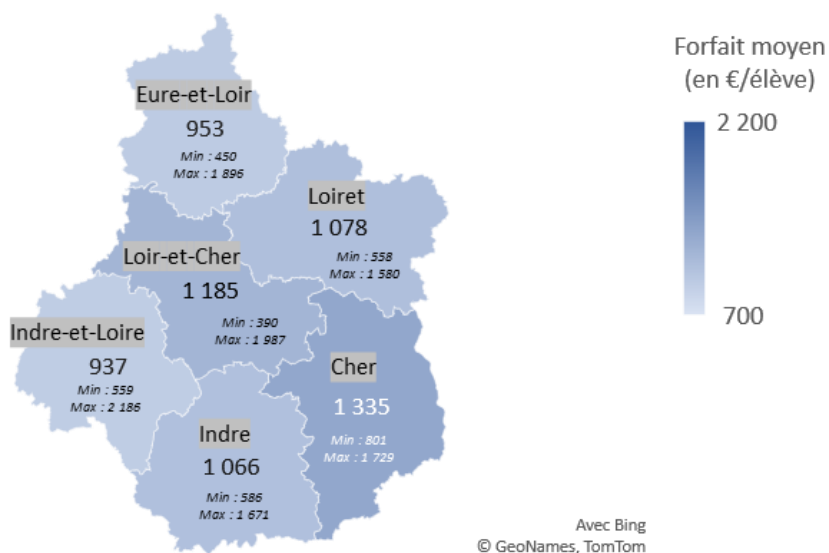 Forfait moyen
(en €/élève)
2 200
700
Eure-et-Loir
953
Min : 450
Max : 1 896
Loiret
1 078
Min : 558
Max : 1 580
Loir-et-Cher
1 185
Min : 390
Max : 1 987
Indre-et-Loire
937
Min : 559
Max : 2 186
Cher
1 335
Min : 801
Max : 1 729
Indre
1 066
Min : 586
Max : 1 671
Avec Bing
© GeoNames, TomTom